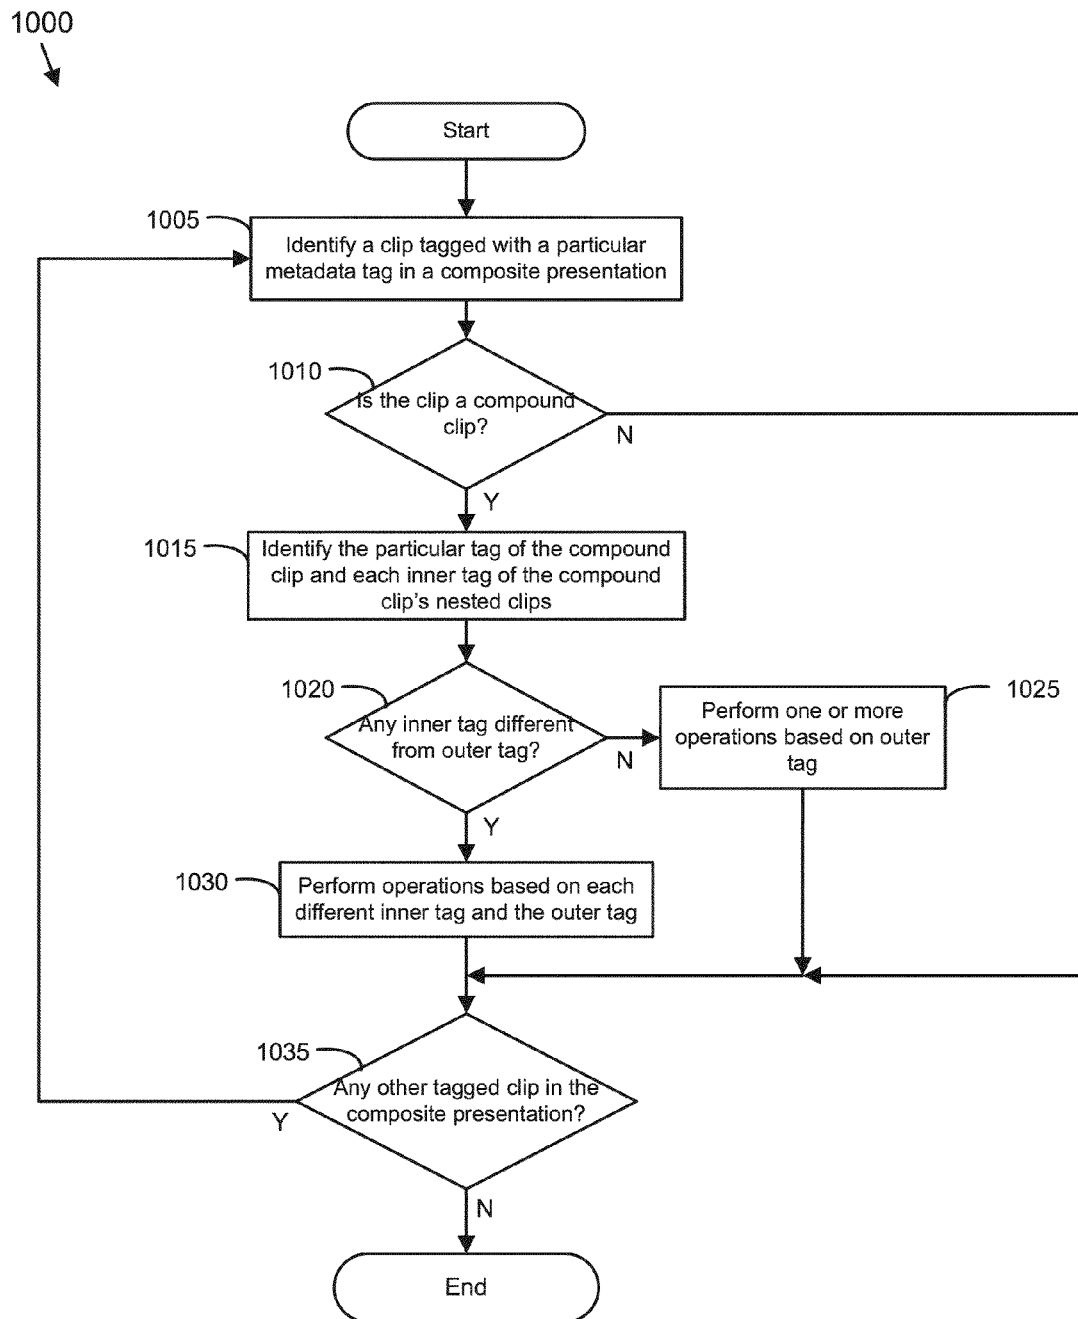 1000
Start
1005
Identify a clip tagged with a particular
metadata tag in a composite presentation
1010
Is the clip a compound
clip?
N
Y
1015
Identify the particular tag of the compound
clip and each inner tag of the compound
clip's nested clips
1020
Any inner tag different
from outer tag?
N
1025
Perform one or more
operations based on outer
tag
Y
1030
Perform operations based on each
different inner tag and the outer tag
1035
Any other tagged clip in the
composite presentation?
Y
N
End